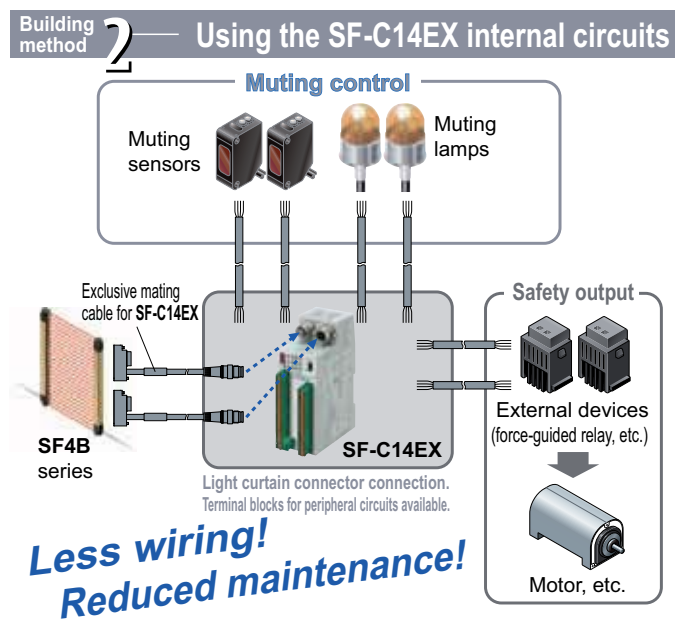 Building
method 2
Using the SF-C14EX internal circuits
Muting control
Muting
sensors
Muting
lamps
Exclusive mating
cable for SF-C14EX
SF4B
series
SF-C14EX
Light curtain connector connection.
Terminal blocks for peripheral circuits available.
Safety output
External devices
(force-guided relay, etc.)
Motor, etc.
Less wiring!
Reduced maintenance!